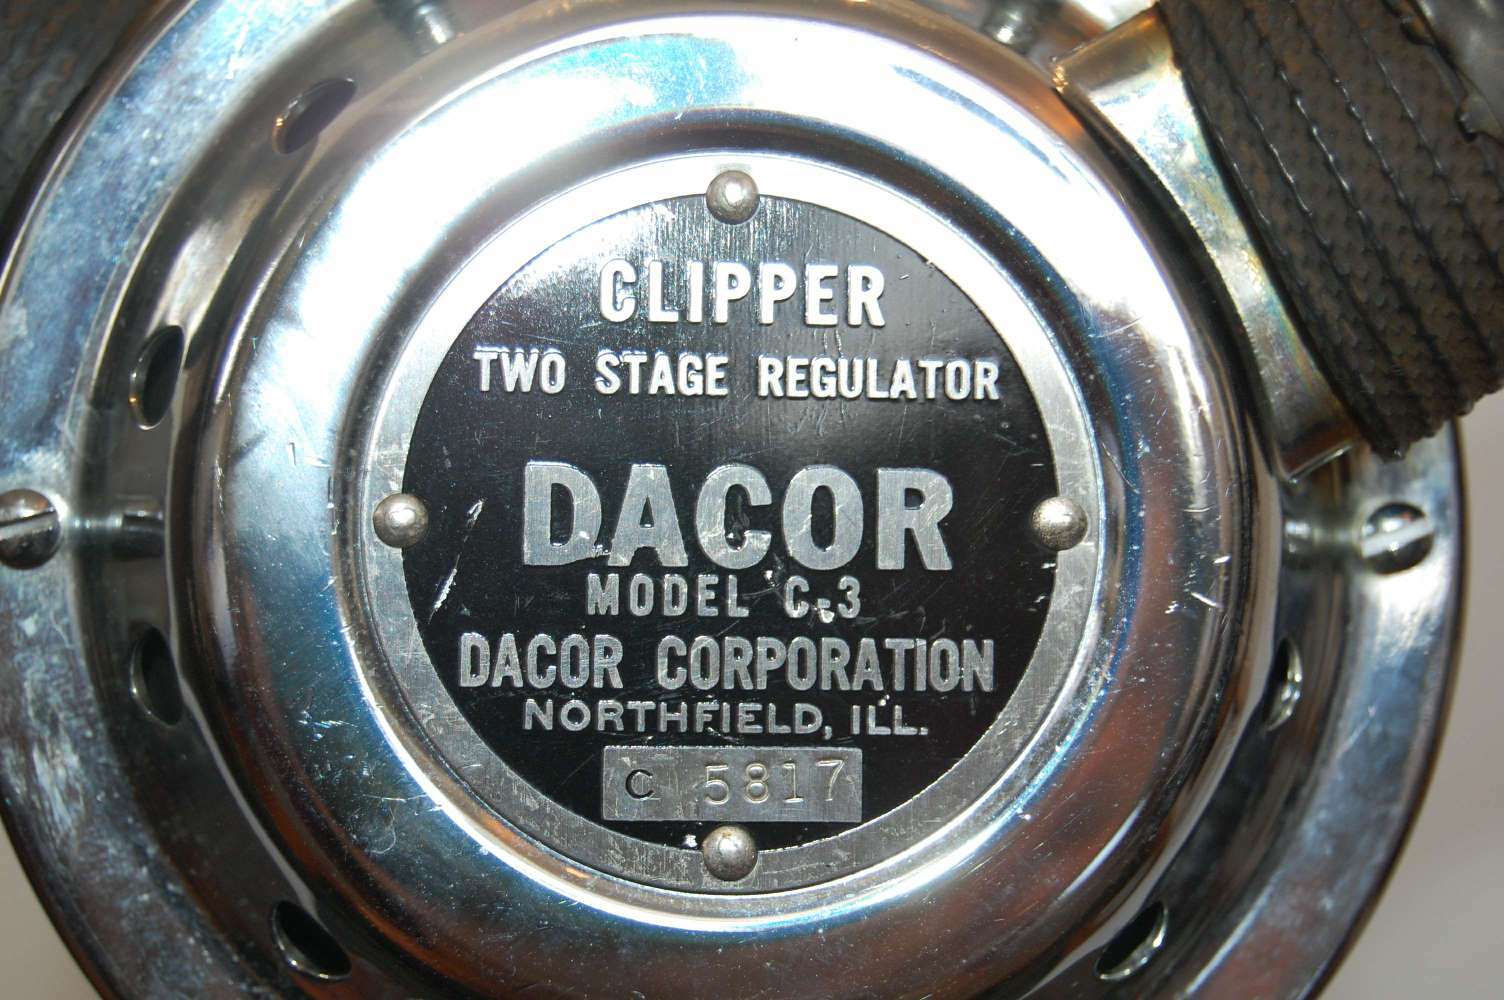 CLIPPER
TWO STAGE REGULATOR
DACOR
MODEL C-3
DACOR CORPORATION
NORTHFIELD, ILL.
C 5817